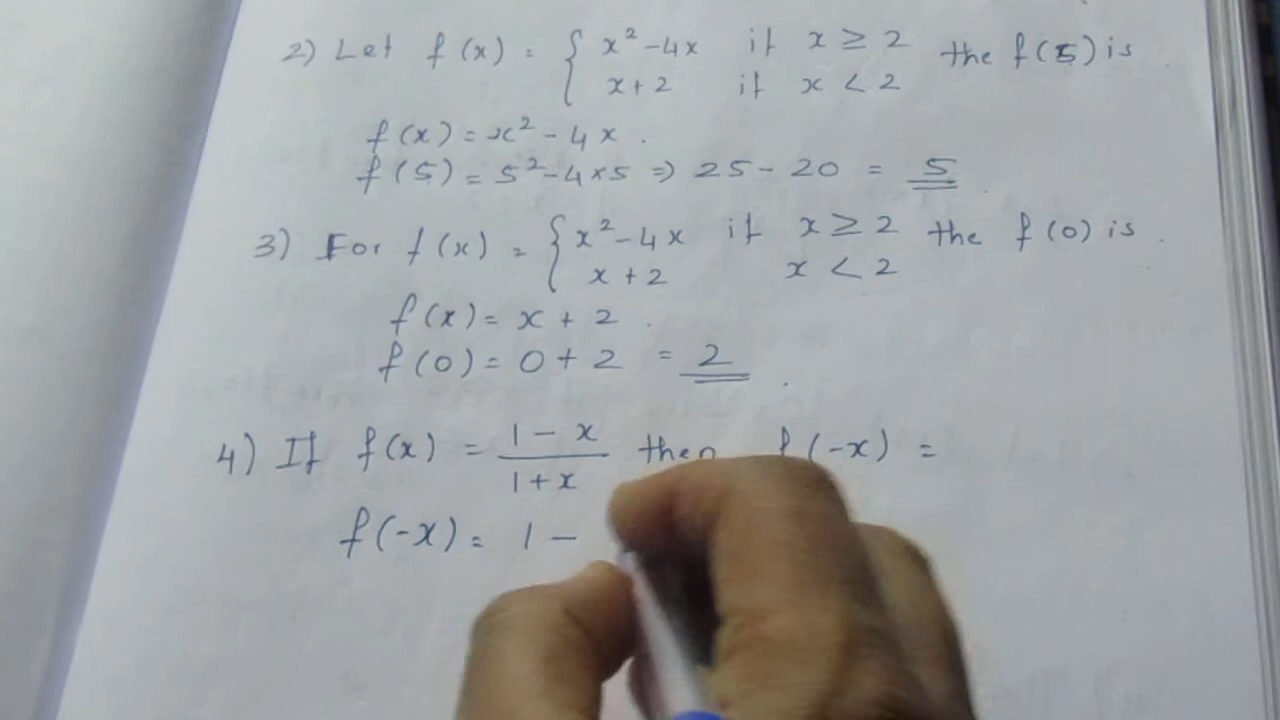 2) Let f(x) = { x² - 4x if x ≥ 2 the f(5) is
x + 2 if x < 2
f(x) = x² - 4x.
f(5) = 5² - 4×5 ⇒ 25 - 20 = 5
3) For f(x) = { x² - 4x if x ≥ 2 the f(0) is.
x + 2 x < 2
f(x) = x + 2.
f(0) = 0 + 2 = 2.
4) If f(x) = 1 - x / 1 + x then f(-x) =
f(-x) = 1 -